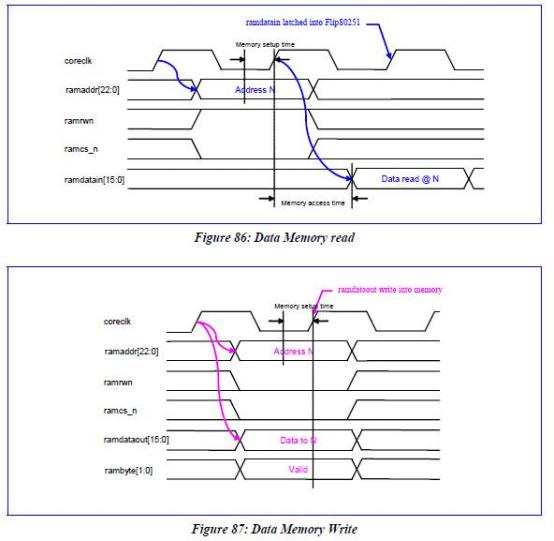 ramdatain latched into Flip80251
Memory setup time
coreclk
ramaddr[22:0]
Address N
ramrwn
ramcs_n
ramdatain[15:0]
Data read @ N
Memory access time
Figure 86: Data Memory read
ramdataout write into memory
Memory setup time
coreclk
ramaddr[22:0]
Address N
ramrwn
ramcs_n
ramdataout[15:0]
Data to N
rambyte[1:0]
Valid
Figure 87: Data Memory Write